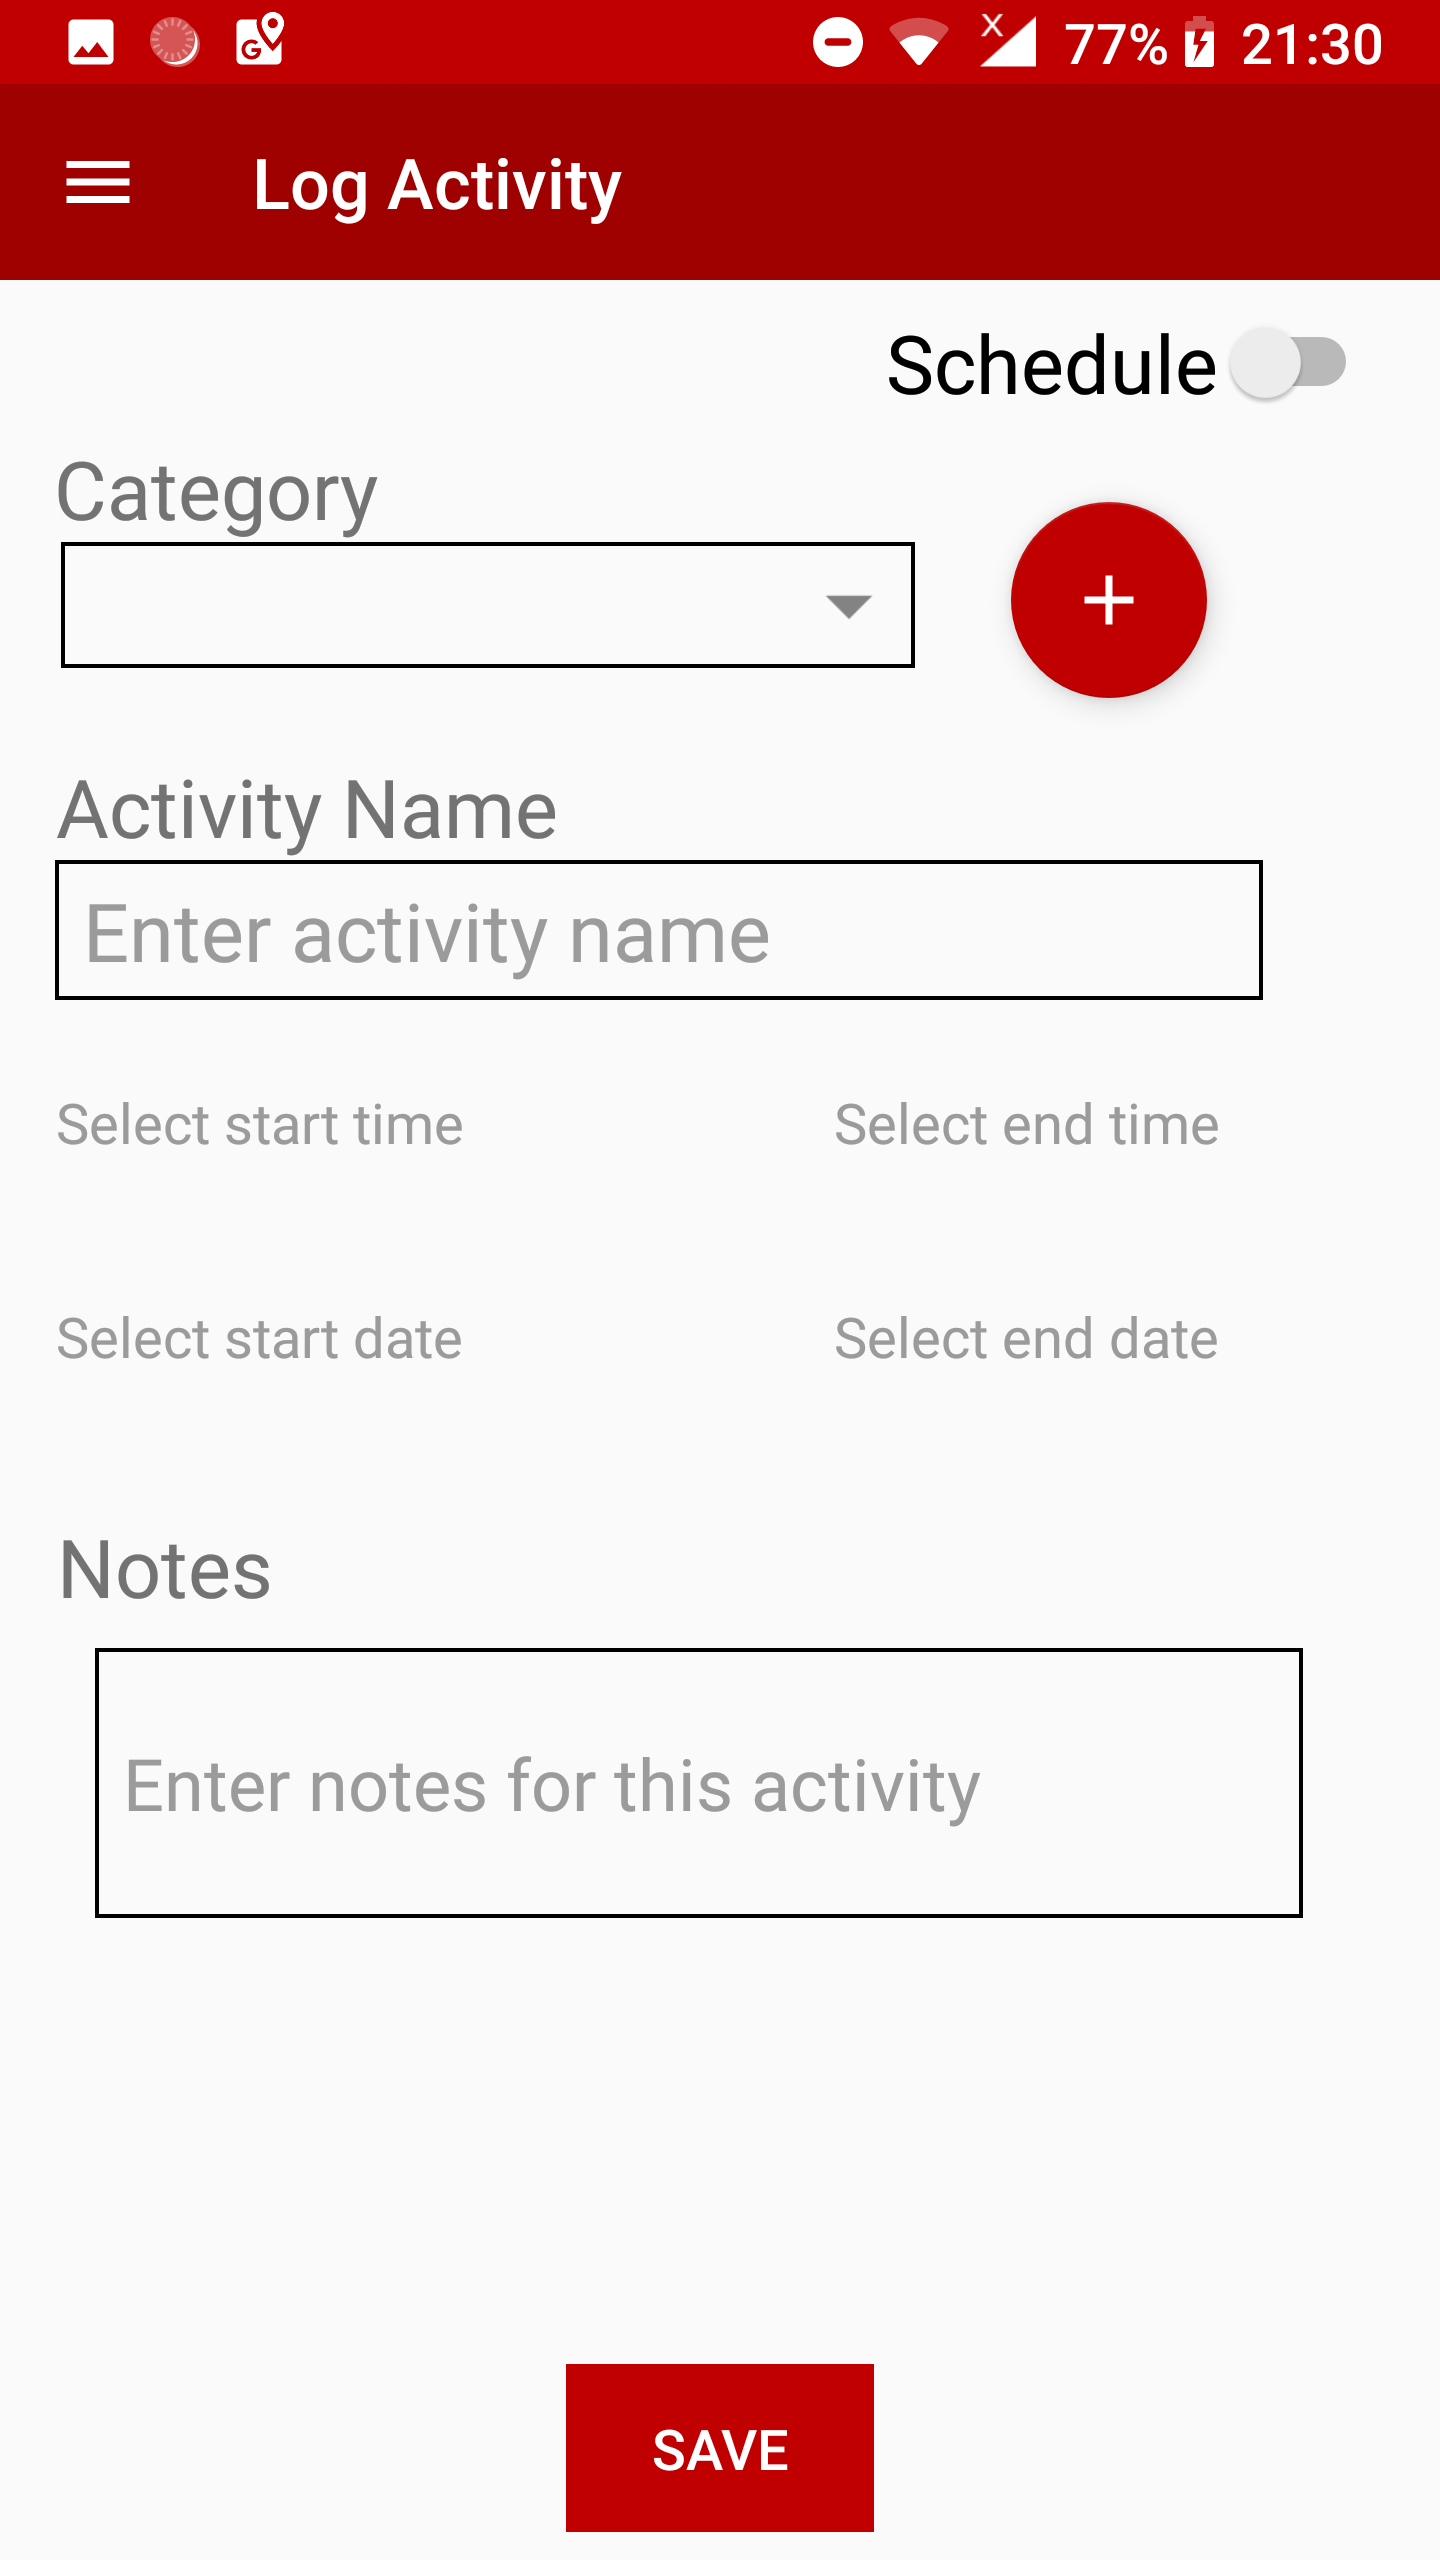 77% 21:30
Log Activity
Schedule
Category
Activity Name
Enter activity name
Select start time Select end time
Select start date Select end date
Notes
Enter notes for this activity
SAVE